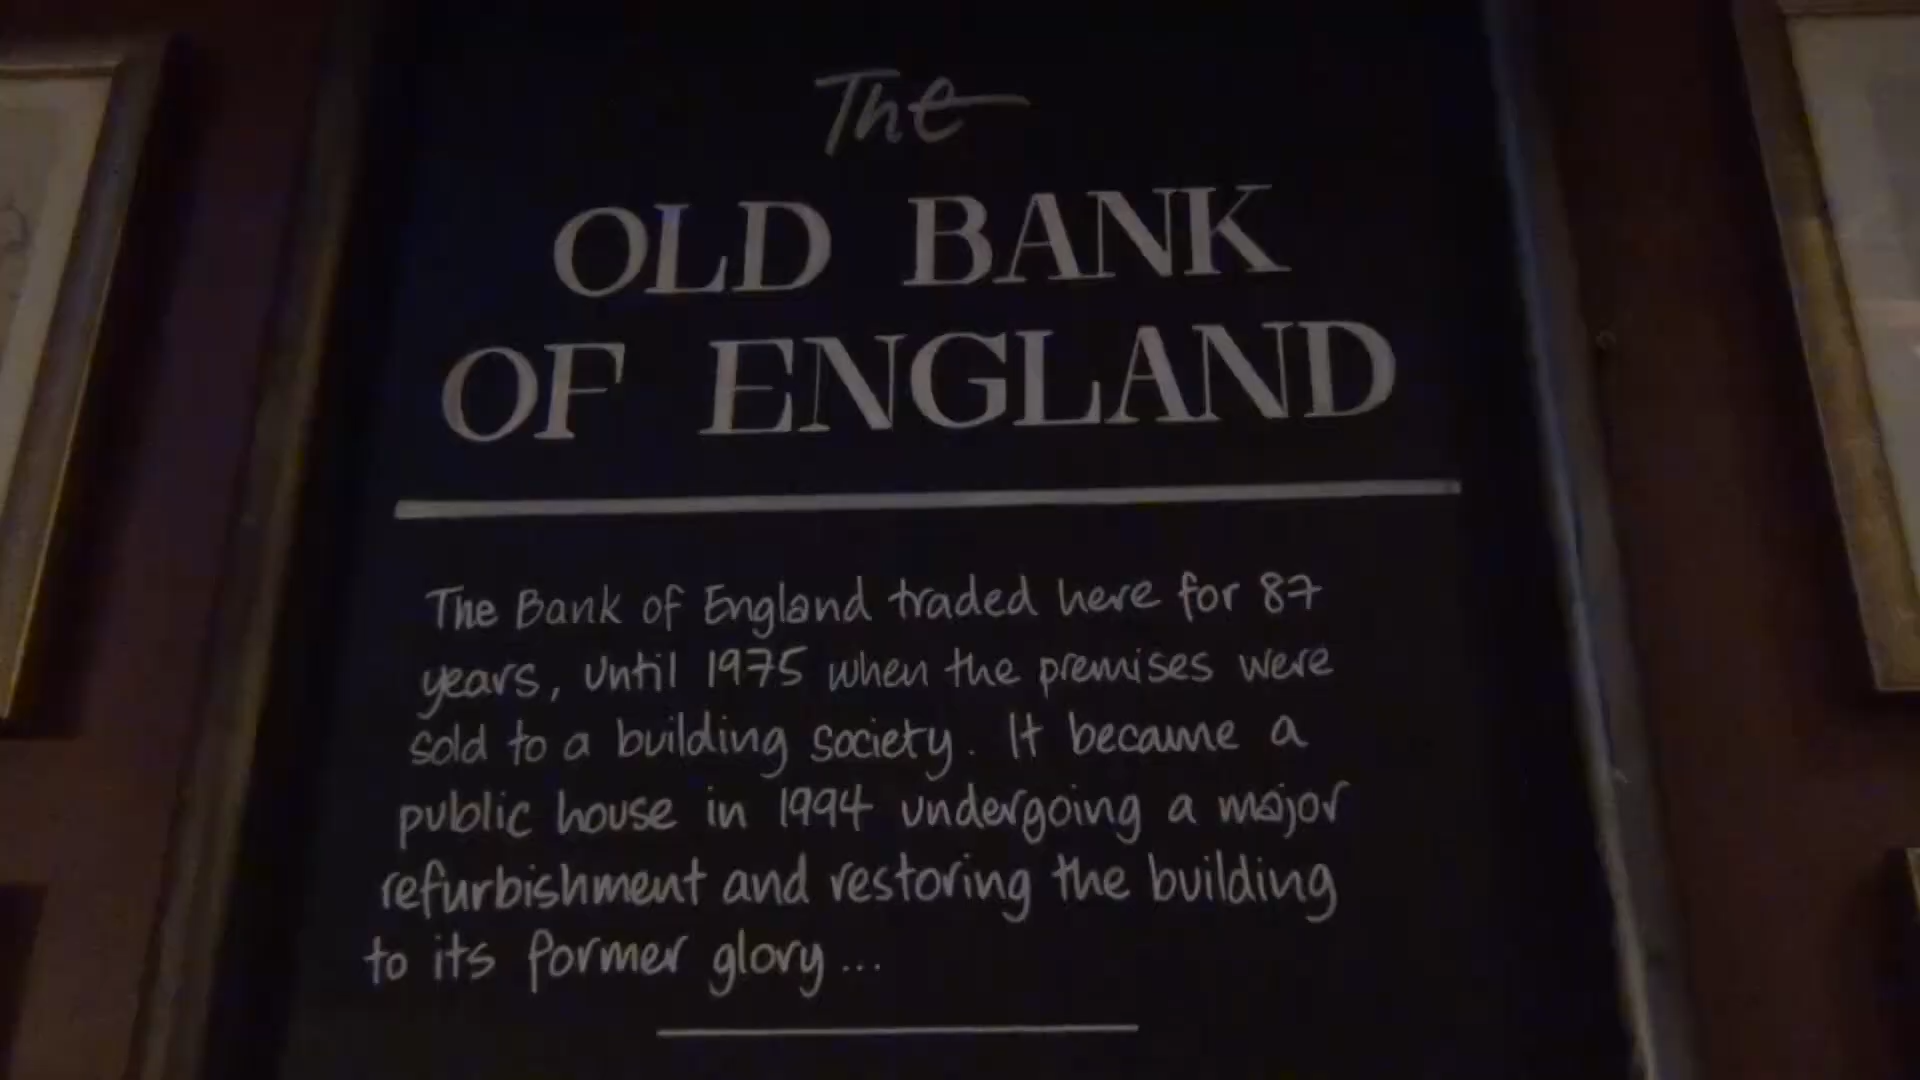 The
OLD BANK
OF ENGLAND
The Bank of England traded here for 87
years, until 1975 when the premises were
sold to a building society. It became a
public house in 1994 undergoing a major
refurbishment and restoring the building
to its former glory...